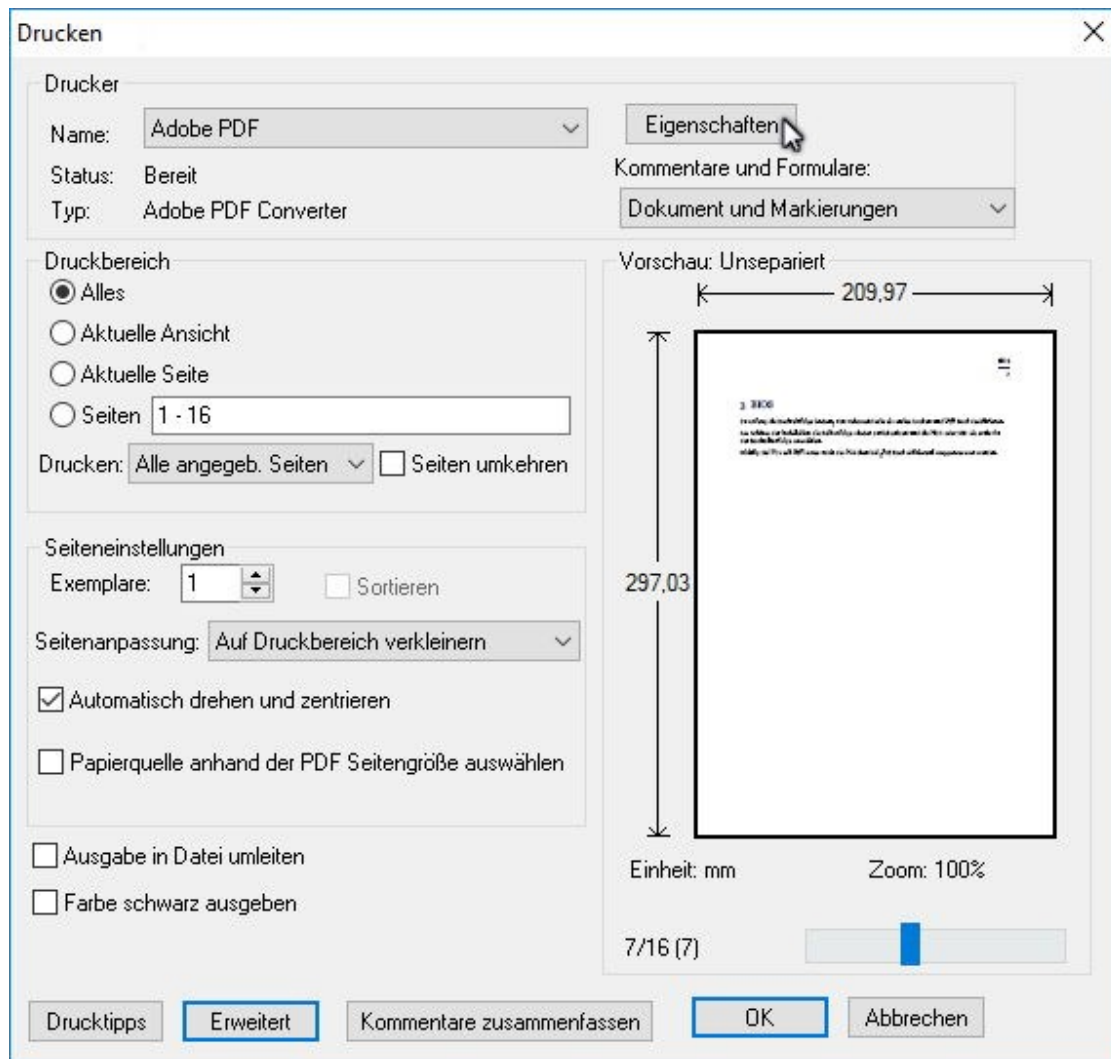 Drucken
Drucker
Name: Adobe PDF
Eigenschaften
Status: Bereit
Kommentare und Formulare:
Typ: Adobe PDF Converter
Dokument und Markierungen
Druckbereich
Alles
Aktuelle Ansicht
Aktuelle Seite
Seiten 1 - 16
Drucken: Alle angegeb. Seiten Seiten umkehren
Seiteneinstellungen
Exemplare: 1 Sortieren
Seitenanpassung: Auf Druckbereich verkleinern
Automatisch drehen und zentrieren
Papierquelle anhand der PDF Seitengröße auswählen
Ausgabe in Datei umleiten
Farbe schwarz ausgeben
Vorschau: Unsepariert
209,97
297,03
Einheit: mm Zoom: 100%
7/16 (7)
Drucktipps Erweitert Kommentare zusammenfassen OK Abbrechen